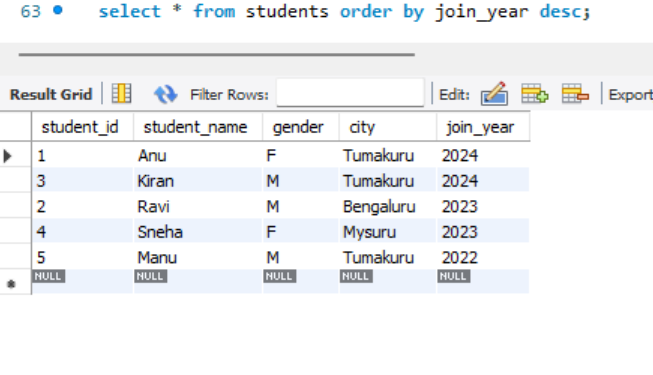 63 select * from students order by join_year desc;
Result Grid Filter Rows: Edit: Export
student_id student_name gender city join_year
1 Anu F Tumakuru 2024
3 Kiran M Tumakuru 2024
2 Ravi M Bengaluru 2023
4 Sneha F Mysuru 2023
5 Manu M Tumakuru 2022
NULL NULL NULL NULL NULL